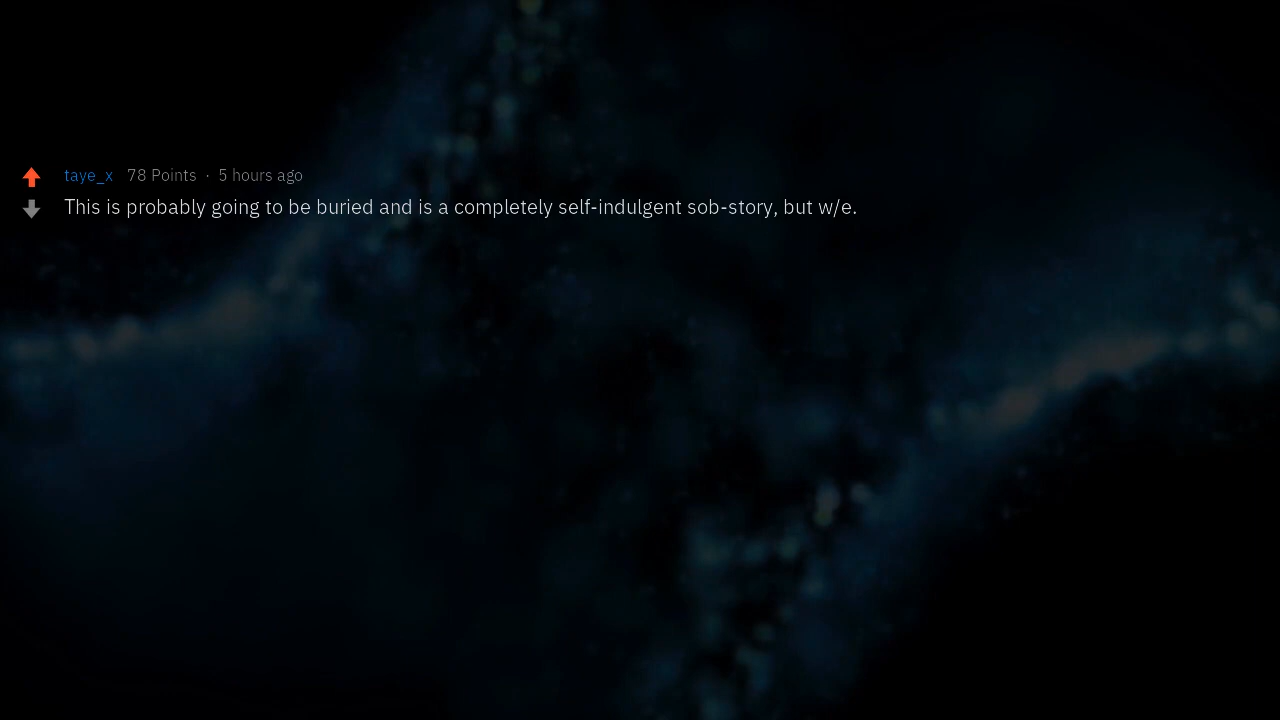 taye_x 78 Points · 5 hours ago
This is probably going to be buried and is a completely self-indulgent sob-story, but w/e.